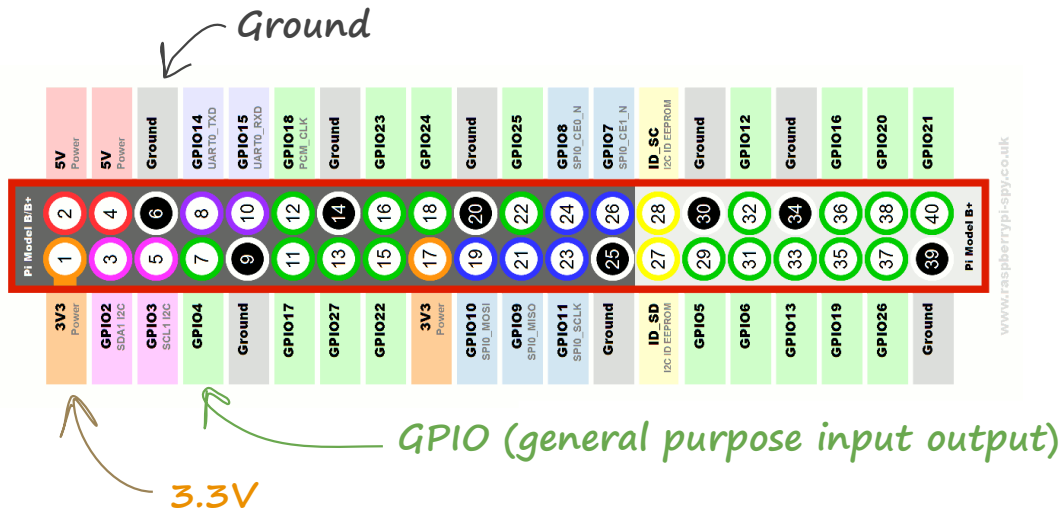 Ground
5V
Power
5V
Power
Ground
GPIO14
UART0_TXD
GPIO15
UART0_RXD
GPIO18
PCM_CLK
Ground
GPIO23
GPIO24
Ground
GPIO25
GPIO8
SPI0_CE0_N
GPIO7
SPI0_CE1_N
ID_SC
I2C ID EEPROM
Ground
GPIO12
Ground
GPIO16
GPIO20
GPIO21
Pi Model B/B+
2 4 6 8 10 12 14 16 18 20 22 24 26 28 30 32 34 36 38 40
1 3 5 7 9 11 13 15 17 19 21 23 25 27 29 31 33 35 37 39
Pi Model B+
3V3
Power
GPIO2
SDA1 I2C
GPIO3
SCL1 I2C
GPIO4
Ground
GPIO17
GPIO27
GPIO22
3V3
Power
GPIO10
SPI0_MOSI
GPIO9
SPI0_MISO
GPIO11
SPI0_SCLK
Ground
ID_SD
I2C ID EEPROM
GPIO5
GPIO6
GPIO13
GPIO19
GPIO26
Ground
www.raspberrypi-spy.co.uk
GPIO (general purpose input output)
3.3V